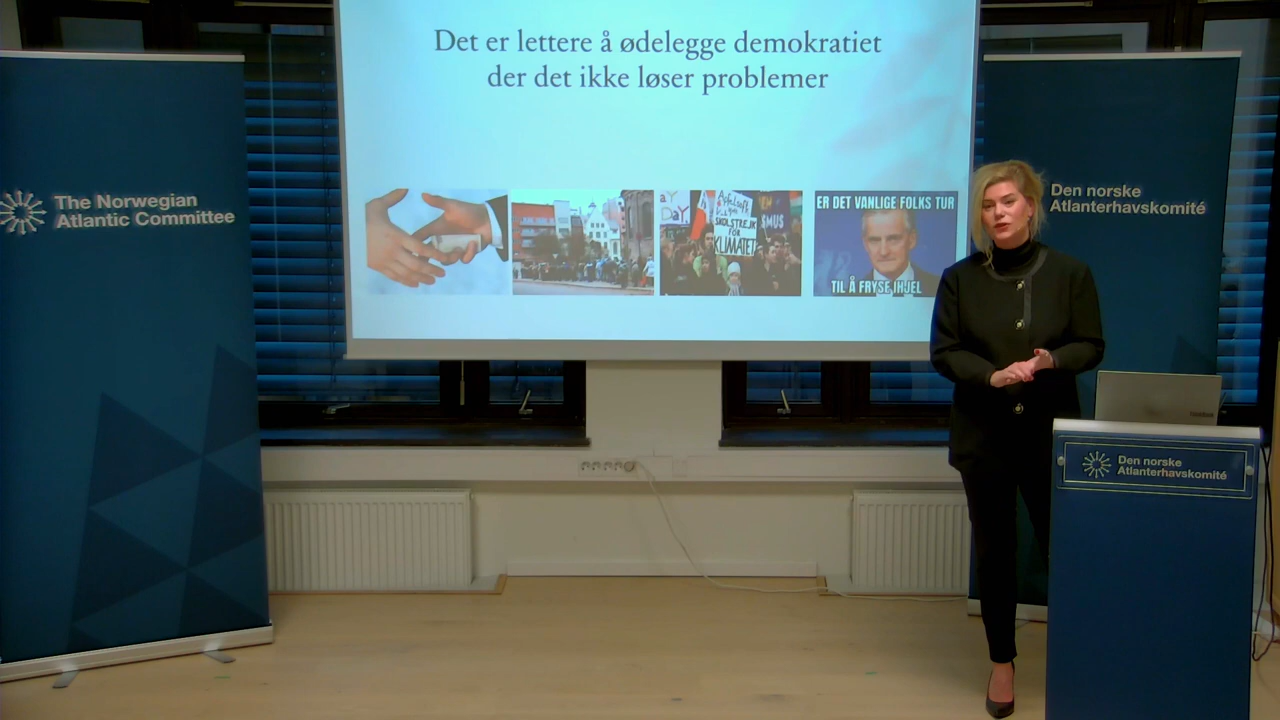 Det er lettere å ødelegge demokratiet
der det ikke løser problemer
The Norwegian
Atlantic Committee
Den norske
Atlanterhavskomité
SKOLSTREJK
FÖR
KLIMATET
ER DET VANLIGE FOLKS TUR
TIL Å FRYSE IHJEL
Den norske
Atlanterhavskomité